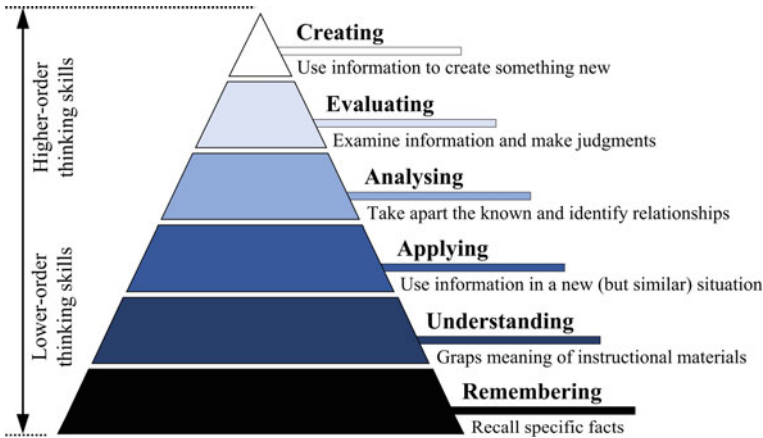 Creating
Use information to create something new
Evaluating
Examine information and make judgments
Analysing
Take apart the known and identify relationships
Applying
Use information in a new (but similar) situation
Understanding
Graps meaning of instructional materials
Remembering
Recall specific facts
Higher-order
thinking skills
Lower-order
thinking skills